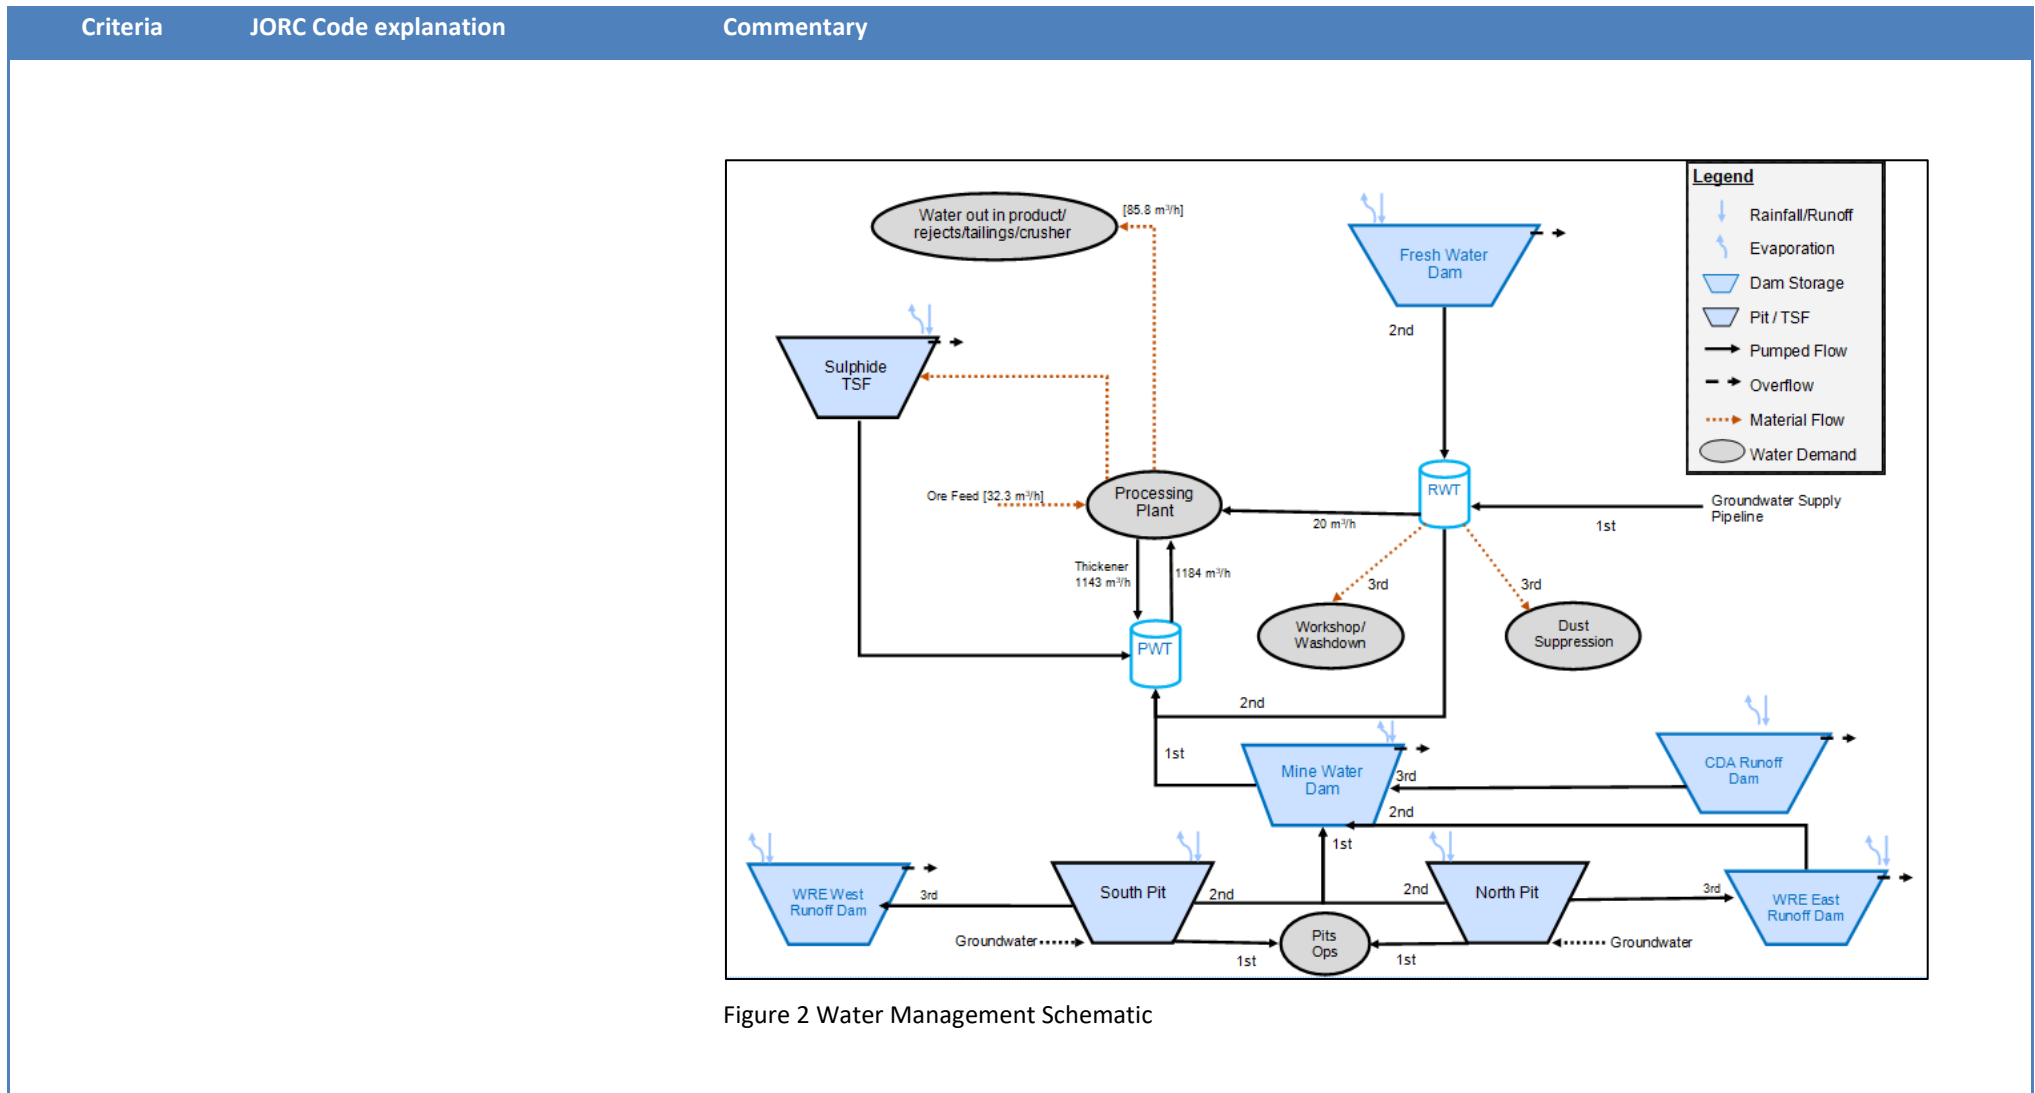 Criteria JORC Code explanation Commentary
Legend
Rainfall/Runoff
Evaporation
Dam Storage
Pit / TSF
Pumped Flow
Overflow
Material Flow
Water Demand
Water out in product/
rejects/tailings/crusher
[85.8 m³/h]
Fresh Water
Dam
2nd
Sulphide
TSF
Ore Feed [32.3 m³/h]
Processing
Plant
20 m³/h
RWT
1st
Groundwater Supply
Pipeline
Thickener
1143 m³/h
1184 m³/h
3rd
3rd
Workshop/
Washdown
Dust
Suppression
PWT
2nd
1st
Mine Water
Dam
3rd
CDA Runoff
Dam
2nd
1st
WRE West
Runoff Dam
3rd
South Pit
2nd
2nd
North Pit
3rd
WRE East
Runoff Dam
Groundwater
1st
Pits
Ops
1st
Groundwater
Figure 2 Water Management Schematic